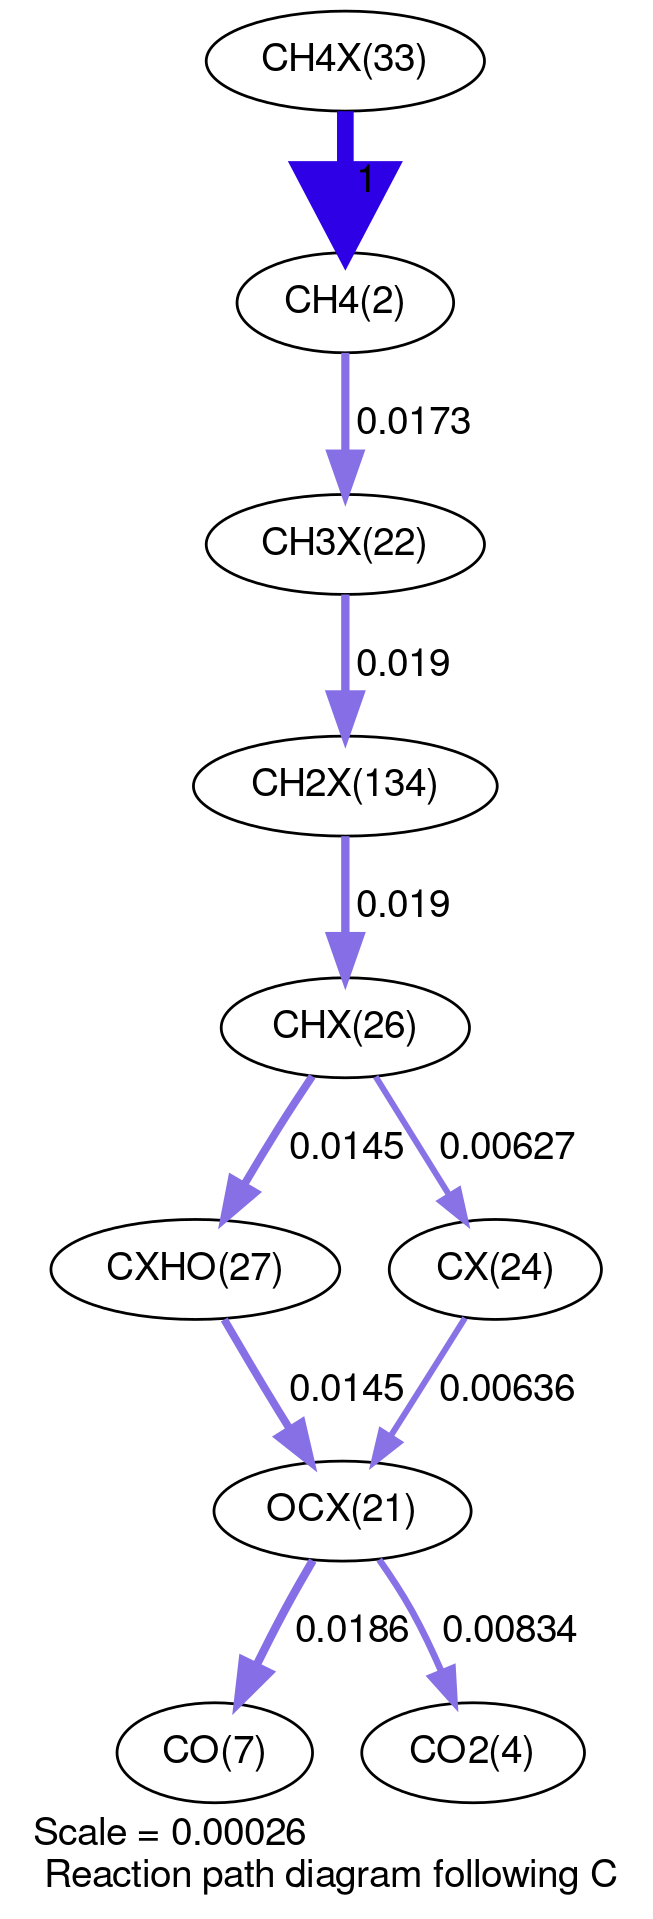 CH4X(33)
1
CH4(2)
0.0173
CH3X(22)
0.019
CH2X(134)
0.019
CHX(26)
0.0145
0.00627
CXHO(27)
CX(24)
0.0145
0.00636
OCX(21)
0.0186
0.00834
CO(7)
CO2(4)
Scale = 0.00026
Reaction path diagram following C